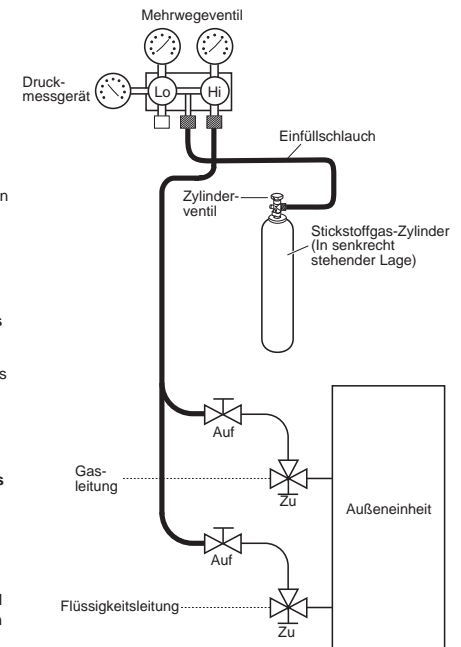 Mehrwegeventil
Druck-
messgerät
Lo
Hi
Einfüllschlauch
Zylinder-
ventil
Stickstoffgas-Zylinder
(In senkrecht
stehender Lage)
Auf
Gas-
leitung
Zu
Außeneinheit
Auf
Flüssigkeitsleitung
Zu